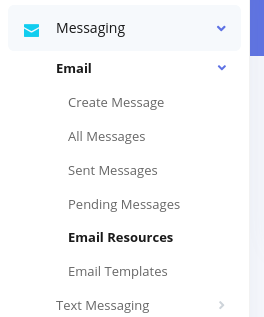 Messaging
Email
Create Message
All Messages
Sent Messages
Pending Messages
Email Resources
Email Templates
Text Messaging